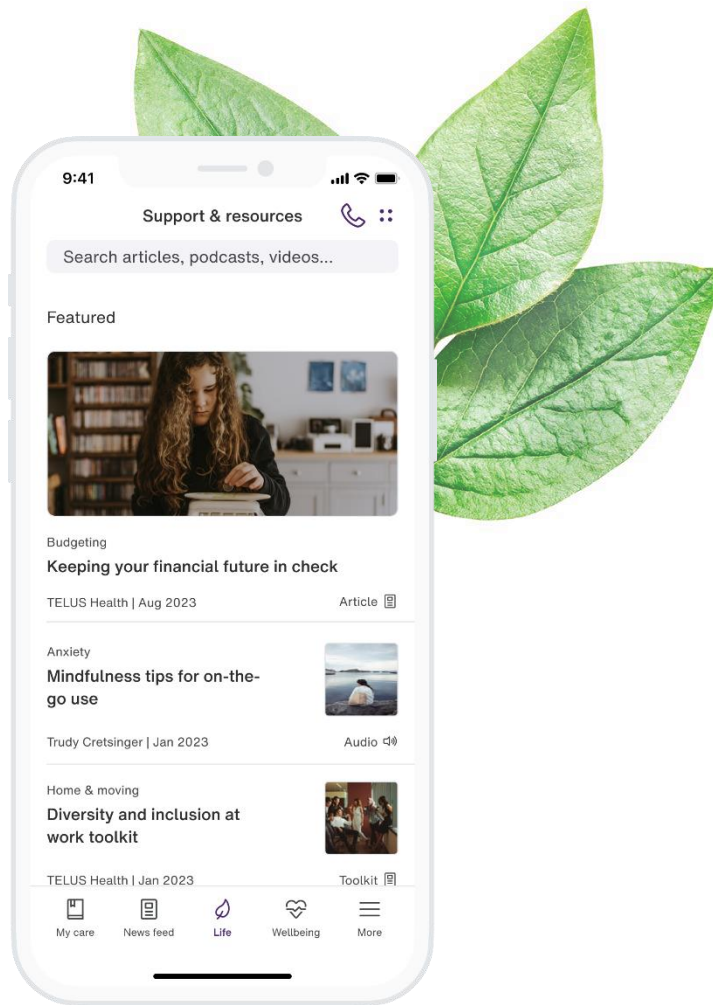 9:41
Support & resources
Search articles, podcasts, videos...
Featured
Budgeting
Keeping your financial future in check
TELUS Health | Aug 2023
Article
Anxiety
Mindfulness tips for on-the-
go use
Trudy Cretsinger | Jan 2023
Audio
Home & moving
Diversity and inclusion at
work toolkit
TELUS Health | Jan 2023
Toolkit
My care
News feed
Life
Wellbeing
More